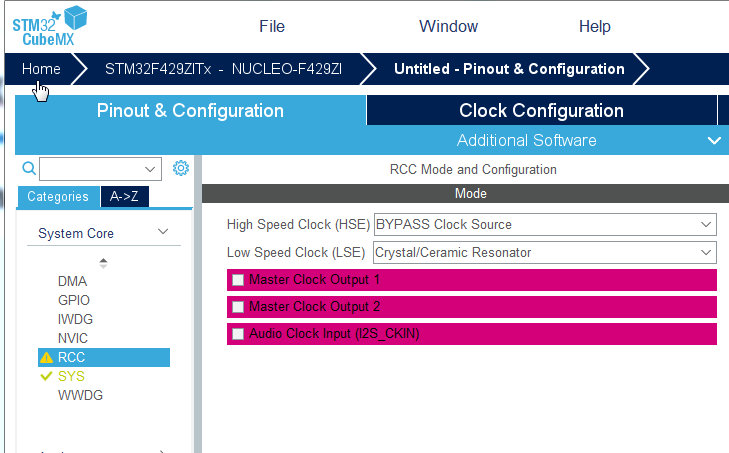 STM32
CubeMX
File Window Help
Home STM32F429ZITx - NUCLEO-F429ZI Untitled - Pinout & Configuration
Pinout & Configuration Clock Configuration
Additional Software
RCC Mode and Configuration
Categories A->Z
Mode
System Core
High Speed Clock (HSE) BYPASS Clock Source
Low Speed Clock (LSE) Crystal/Ceramic Resonator
DMA
GPIO
IWDG
NVIC
RCC
SYS
WWDG
Master Clock Output 1
Master Clock Output 2
Audio Clock Input (I2S_CKIN)